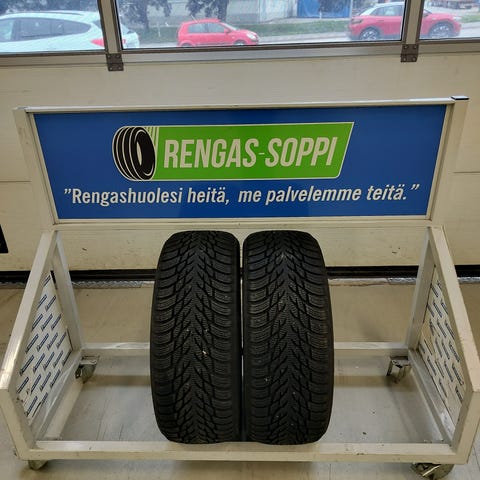 RENGAS-SOPPI
"Rengashuolesi heitä, me palvelemme teitä."